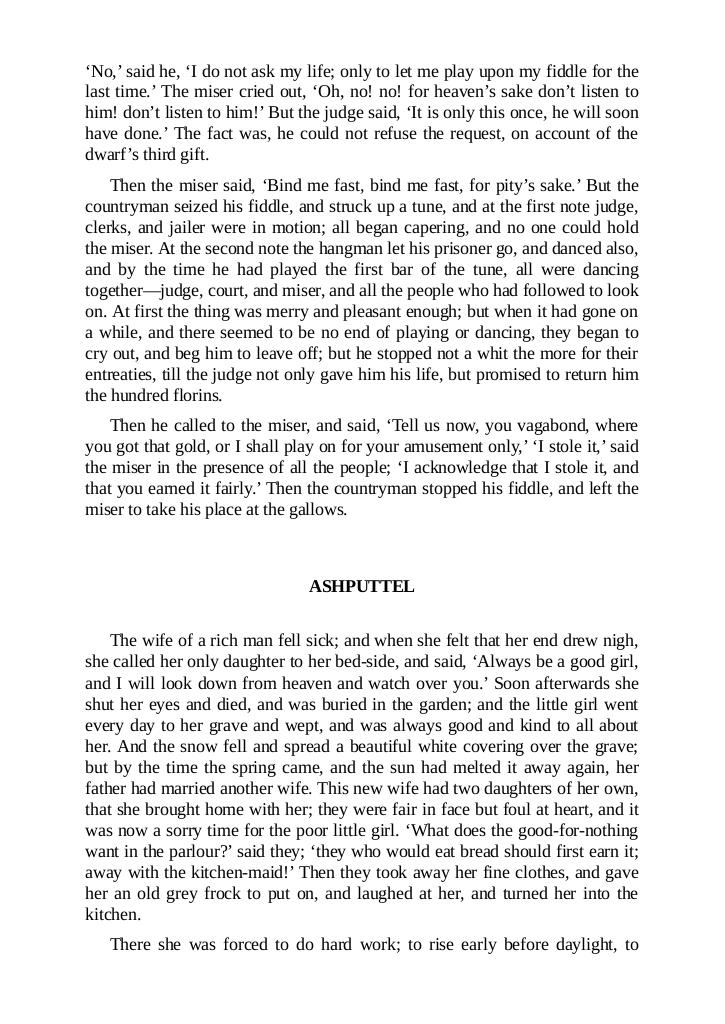 ‘No,’ said he, ‘I do not ask my life; only to let me play upon my fiddle for the
last time.’ The miser cried out, ‘Oh, no! no! for heaven’s sake don’t listen to
him! don’t listen to him!’ But the judge said, ‘It is only this once, he will soon
have done.’ The fact was, he could not refuse the request, on account of the
dwarf’s third gift.
Then the miser said, ‘Bind me fast, bind me fast, for pity’s sake.’ But the
countryman seized his fiddle, and struck up a tune, and at the first note judge,
clerks, and jailer were in motion; all began capering, and no one could hold
the miser. At the second note the hangman let his prisoner go, and danced also,
and by the time he had played the first bar of the tune, all were dancing
together—judge, court, and miser, and all the people who had followed to look
on. At first the thing was merry and pleasant enough; but when it had gone on
a while, and there seemed to be no end of playing or dancing, they began to
cry out, and beg him to leave off; but he stopped not a whit the more for their
entreaties, till the judge not only gave him his life, but promised to return him
the hundred florins.
Then he called to the miser, and said, ‘Tell us now, you vagabond, where
you got that gold, or I shall play on for your amusement only,’ ‘I stole it,’ said
the miser in the presence of all the people; ‘I acknowledge that I stole it, and
that you earned it fairly.’ Then the countryman stopped his fiddle, and left the
miser to take his place at the gallows.
ASHPUTTEL
The wife of a rich man fell sick; and when she felt that her end drew nigh,
she called her only daughter to her bed-side, and said, ‘Always be a good girl,
and I will look down from heaven and watch over you.’ Soon afterwards she
shut her eyes and died, and was buried in the garden; and the little girl went
every day to her grave and wept, and was always good and kind to all about
her. And the snow fell and spread a beautiful white covering over the grave;
but by the time the spring came, and the sun had melted it away again, her
father had married another wife. This new wife had two daughters of her own,
that she brought home with her; they were fair in face but foul at heart, and it
was now a sorry time for the poor little girl. ‘What does the good-for-nothing
want in the parlour?’ said they; ‘they who would eat bread should first earn it;
away with the kitchen-maid!’ Then they took away her fine clothes, and gave
her an old grey frock to put on, and laughed at her, and turned her into the
kitchen.
There she was forced to do hard work; to rise early before daylight, to